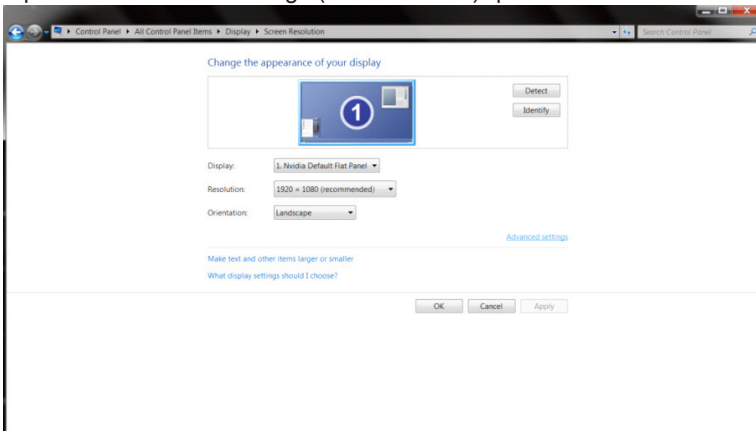 Control Panel ▸ All Control Panel Items ▸ Display ▸ Screen Resolution
Search Control Panel
Change the appearance of your display
1
Detect
Identify
Display: 1. Nvidia Default Flat Panel
Resolution: 1920 × 1080 (recommended)
Orientation: Landscape
Advanced settings
Make text and other items larger or smaller
What display settings should I choose?
OK Cancel Apply